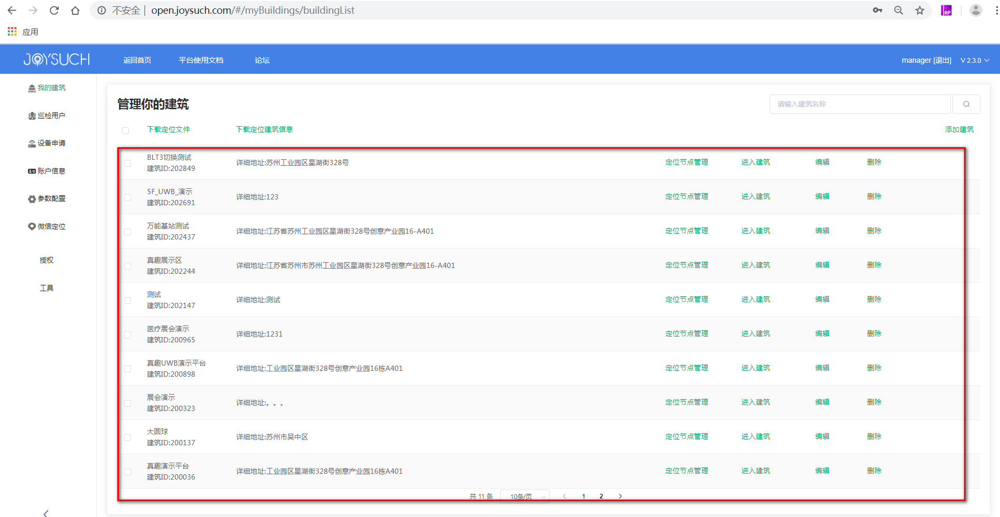 不安全 | open.joysuch.com/#/myBuildings/buildingList
RP
应用
JOYSUCH 返回首页 平台使用文档 论坛 manager [退出] V 2.3.0
我的建筑
巡检用户
设备申请
账户信息
参数配置
微信定位
授权
工具
管理你的建筑
请输入建筑名称
下载定位文件 下载定位建筑信息 添加建筑
BLT3切换测试
建筑ID:202849
详细地址:苏州工业园区星湖街328号
定位节点管理 进入建筑 编辑 删除
5F_UWB_演示
建筑ID:202691
详细地址:123
定位节点管理 进入建筑 编辑 删除
万能基站测试
建筑ID:202437
详细地址:江苏省苏州工业园区星湖街328号创意产业园16-A401
定位节点管理 进入建筑 编辑 删除
真趣展示区
建筑ID:202244
详细地址:江苏省苏州市苏州工业园区星湖街328号创意产业园16-A401
定位节点管理 进入建筑 编辑 删除
测试
建筑ID:202147
详细地址:测试
定位节点管理 进入建筑 编辑 删除
医疗展会演示
建筑ID:200965
详细地址:1231
定位节点管理 进入建筑 编辑 删除
真趣UWB演示平台
建筑ID:200898
详细地址:工业园区星湖街328号创意产业园16栋A401
定位节点管理 进入建筑 编辑 删除
展会演示
建筑ID:200323
详细地址:。。。
定位节点管理 进入建筑 编辑 删除
大圆球
建筑ID:200137
详细地址:苏州市吴中区
定位节点管理 进入建筑 编辑 删除
真趣演示平台
建筑ID:200036
详细地址:工业园区星湖街328号创意产业园16栋A401
定位节点管理 进入建筑 编辑 删除
共 11 条 10条/页 1 2